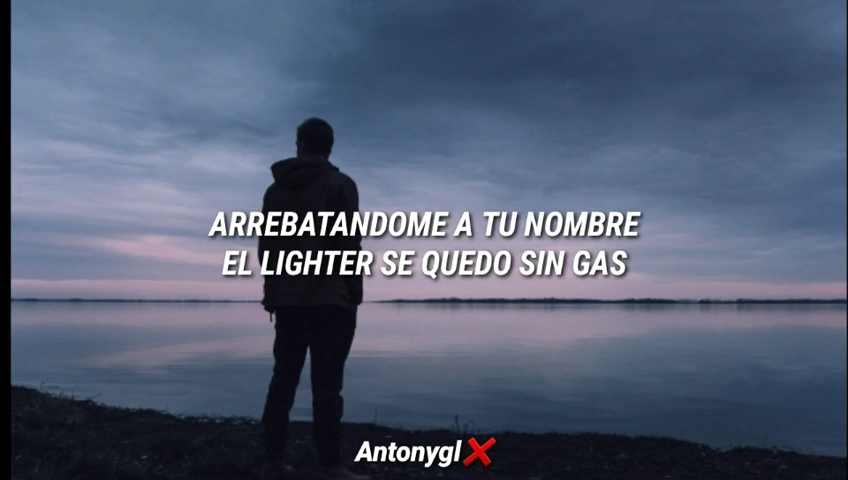 ARREBATANDOME A TU NOMBRE
EL LIGHTER SE QUEDO SIN GAS
Antonygl❌